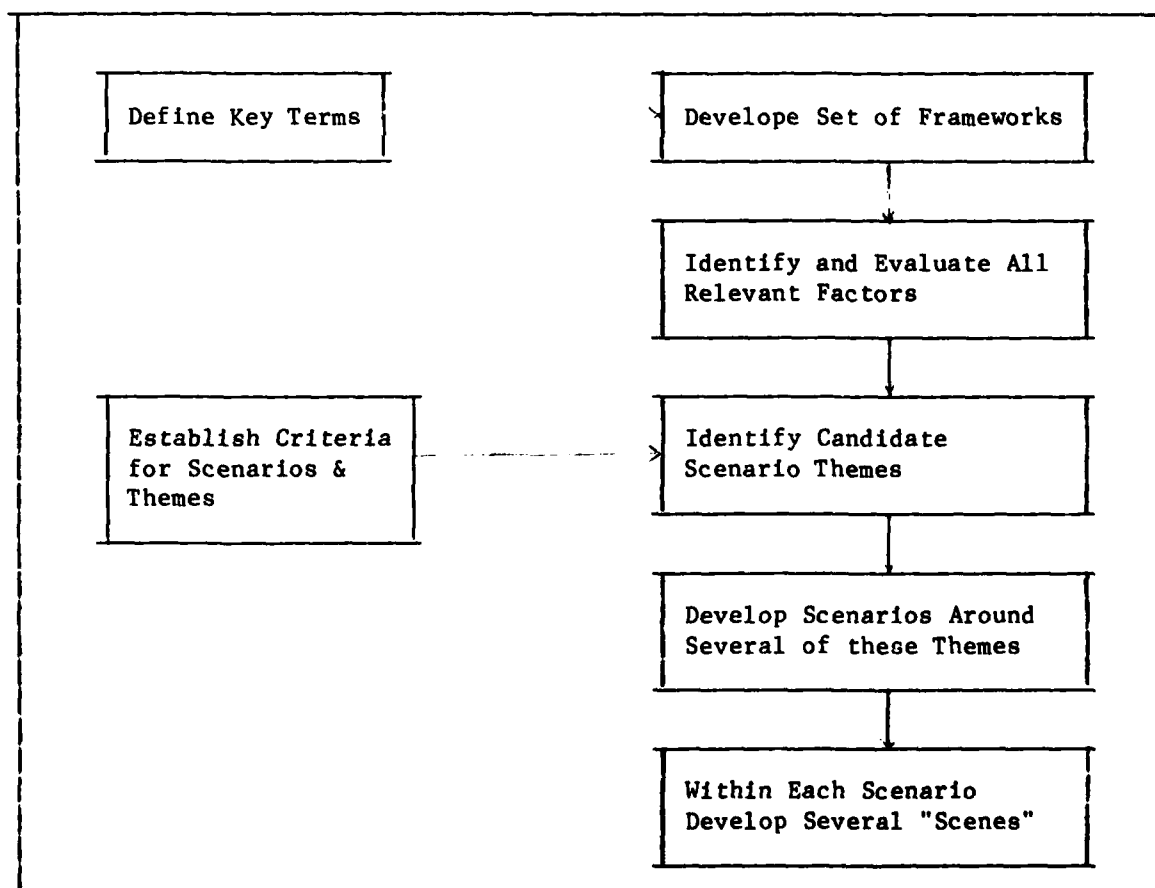 Define Key Terms
Develope Set of Frameworks
Identify and Evaluate All
Relevant Factors
Establish Criteria
for Scenarios &
Themes
Identify Candidate
Scenario Themes
Develop Scenarios Around
Several of these Themes
Within Each Scenario
Develop Several "Scenes"